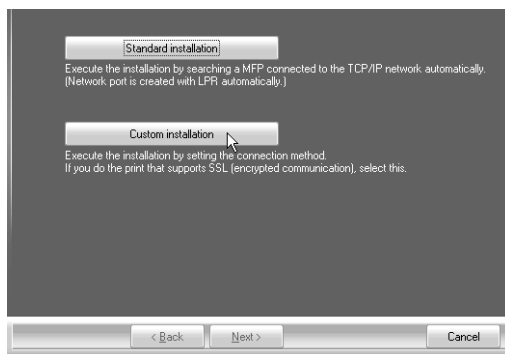 Standard installation
Execute the installation by searching a MFP connected to the TCP/IP network automatically.
(Network port is created with LPR automatically.)
Custom installation
Execute the installation by setting the connection method.
If you do the print that supports SSL (encrypted communication), select this.
< Back Next > Cancel